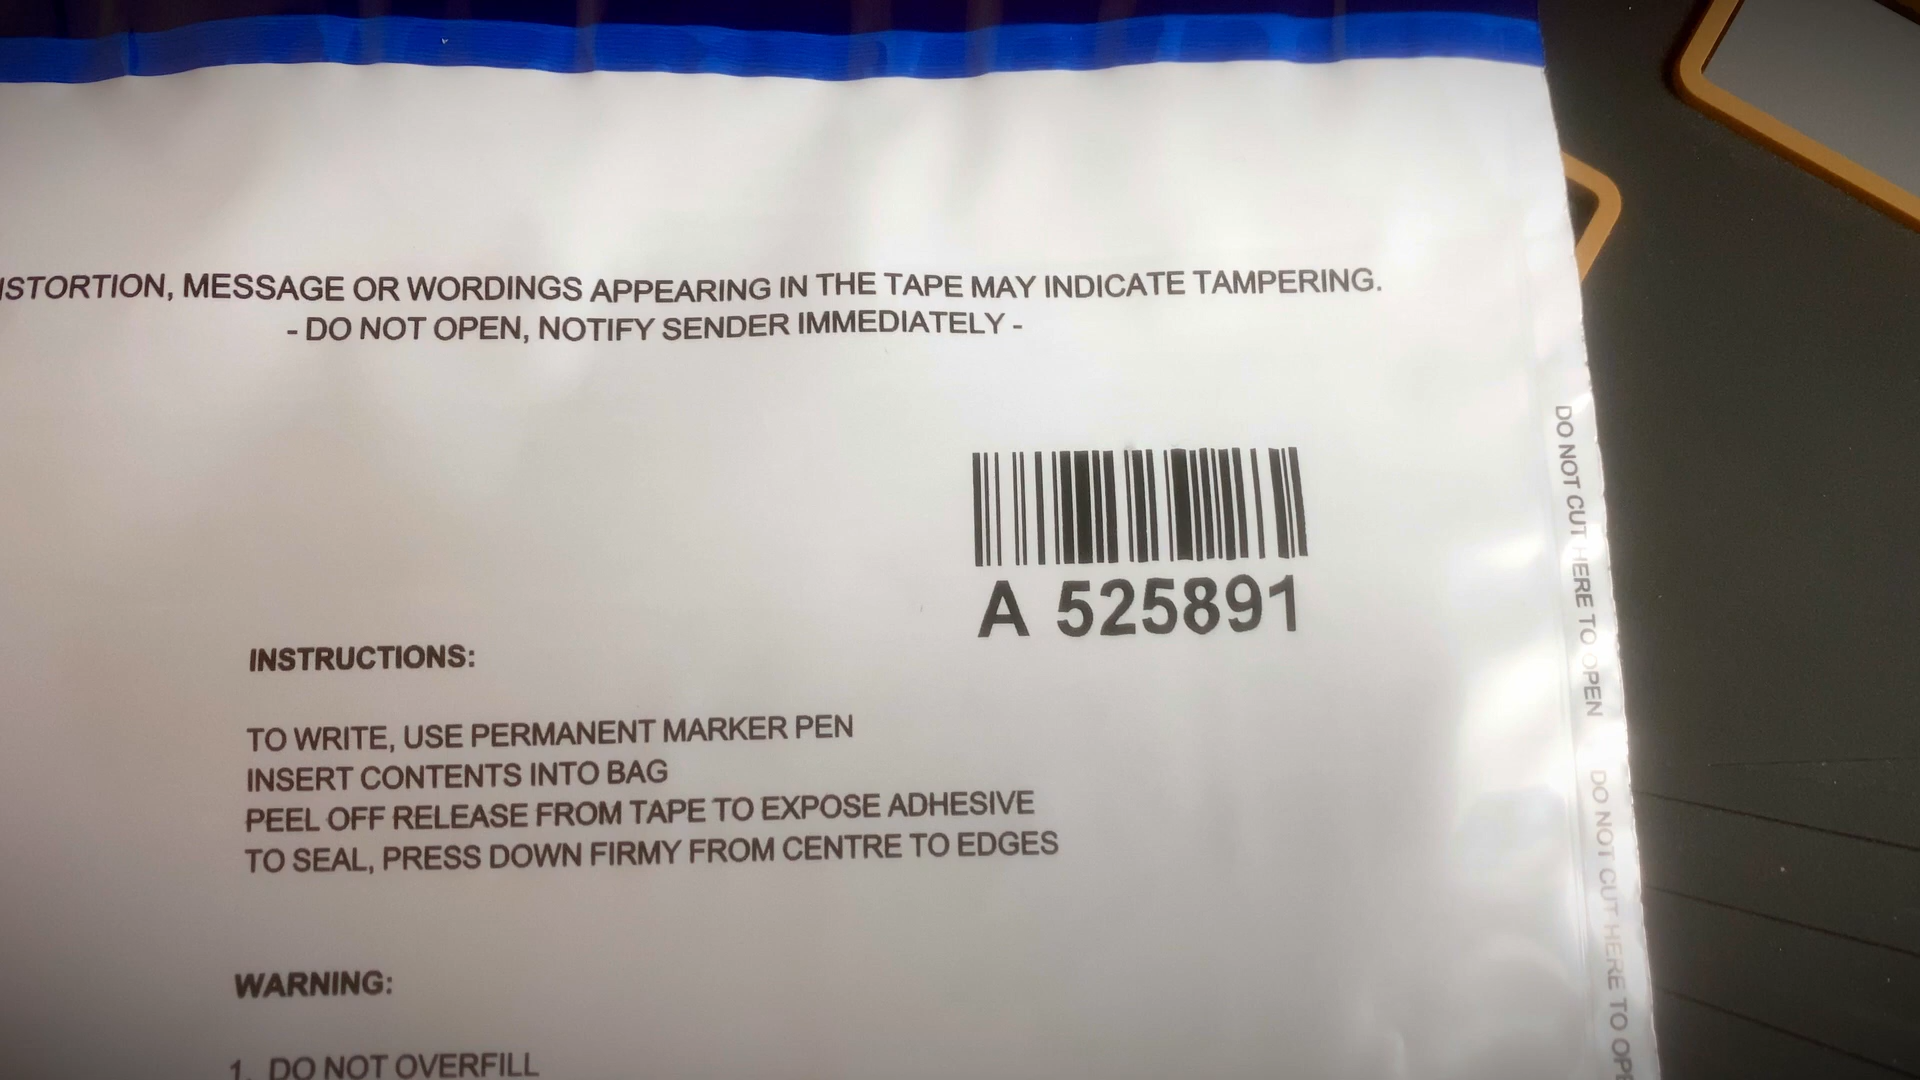 ISTORTION, MESSAGE OR WORDINGS APPEARING IN THE TAPE MAY INDICATE TAMPERING.
- DO NOT OPEN, NOTIFY SENDER IMMEDIATELY -
A 525891
INSTRUCTIONS:
TO WRITE, USE PERMANENT MARKER PEN
INSERT CONTENTS INTO BAG
PEEL OFF RELEASE FROM TAPE TO EXPOSE ADHESIVE
TO SEAL, PRESS DOWN FIRMY FROM CENTRE TO EDGES
WARNING:
1. DO NOT OVERFILL
DO NOT CUT HERE TO OPEN
DO NOT CUT HERE TO OPE